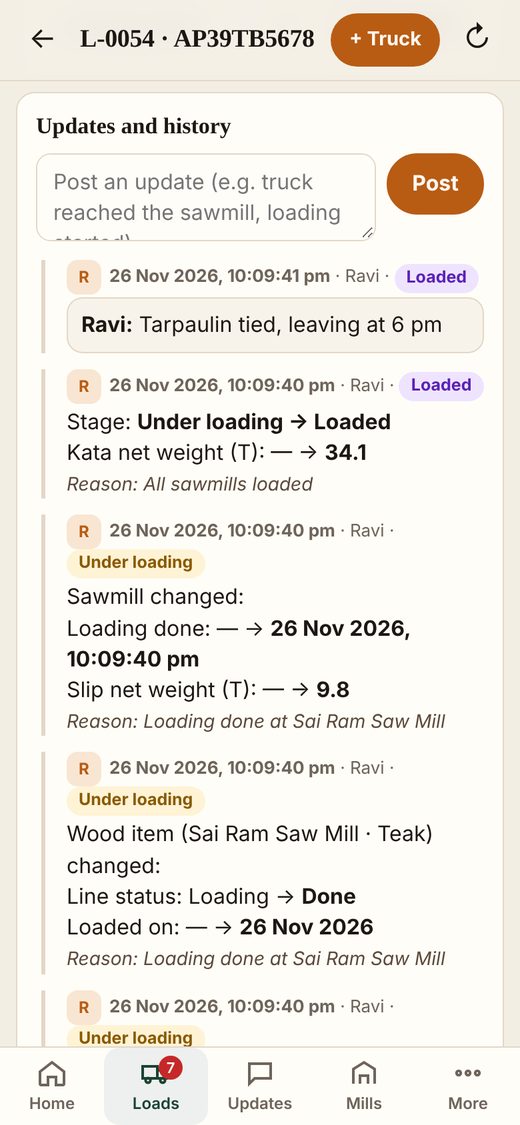 ← L-0054 · AP39TB5678 + Truck
Updates and history
Post an update (e.g. truck
reached the sawmill, loading
started)
Post
R 26 Nov 2026, 10:09:41 pm · Ravi · Loaded
Ravi: Tarpaulin tied, leaving at 6 pm
R 26 Nov 2026, 10:09:40 pm · Ravi · Loaded
Stage: Under loading → Loaded
Kata net weight (T): — → 34.1
Reason: All sawmills loaded
R 26 Nov 2026, 10:09:40 pm · Ravi ·
Under loading
Sawmill changed:
Loading done: — → 26 Nov 2026,
10:09:40 pm
Slip net weight (T): — → 9.8
Reason: Loading done at Sai Ram Saw Mill
R 26 Nov 2026, 10:09:40 pm · Ravi ·
Under loading
Wood item (Sai Ram Saw Mill · Teak)
changed:
Line status: Loading → Done
Loaded on: — → 26 Nov 2026
Reason: Loading done at Sai Ram Saw Mill
R 26 Nov 2026, 10:09:40 pm · Ravi ·
Under loading
7
Home Loads Updates Mills More